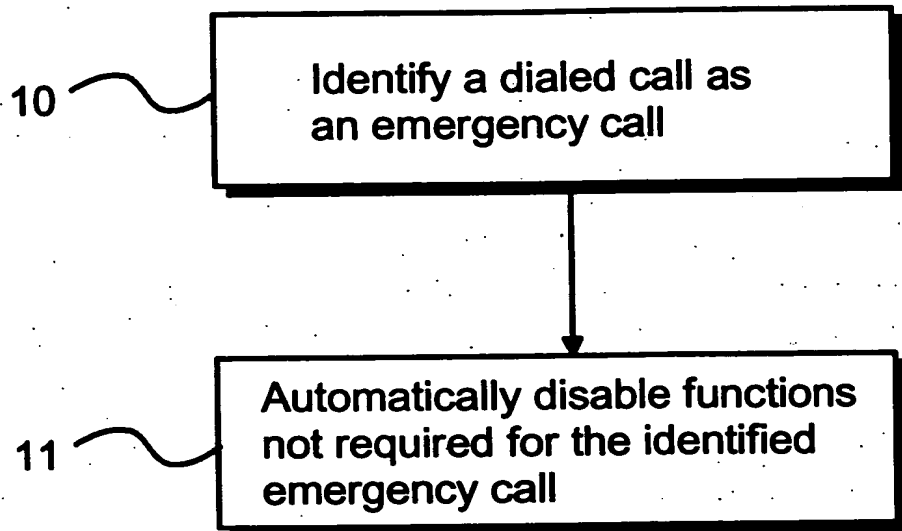 Identify a dialed call as
an emergency call
10
Automatically disable functions
not required for the identified
emergency call
11